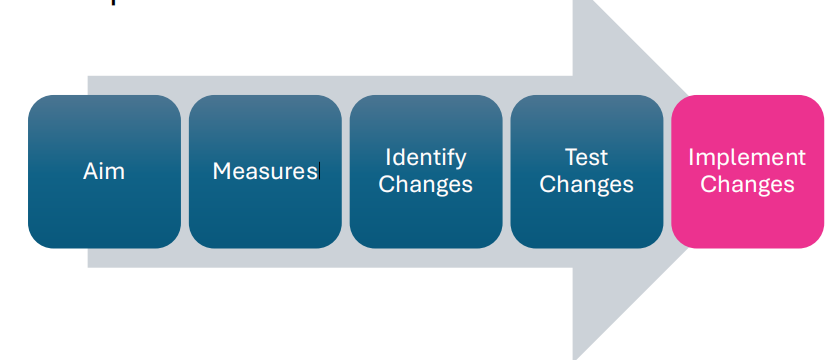 Aim
Measures
Identify
Changes
Test
Changes
Implement
Changes